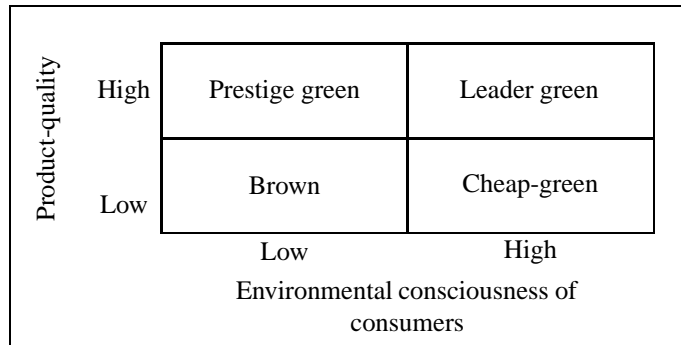 Product-quality
High
Prestige green
Leader green
Low
Brown
Cheap-green
Low
High
Environmental consciousness of
consumers